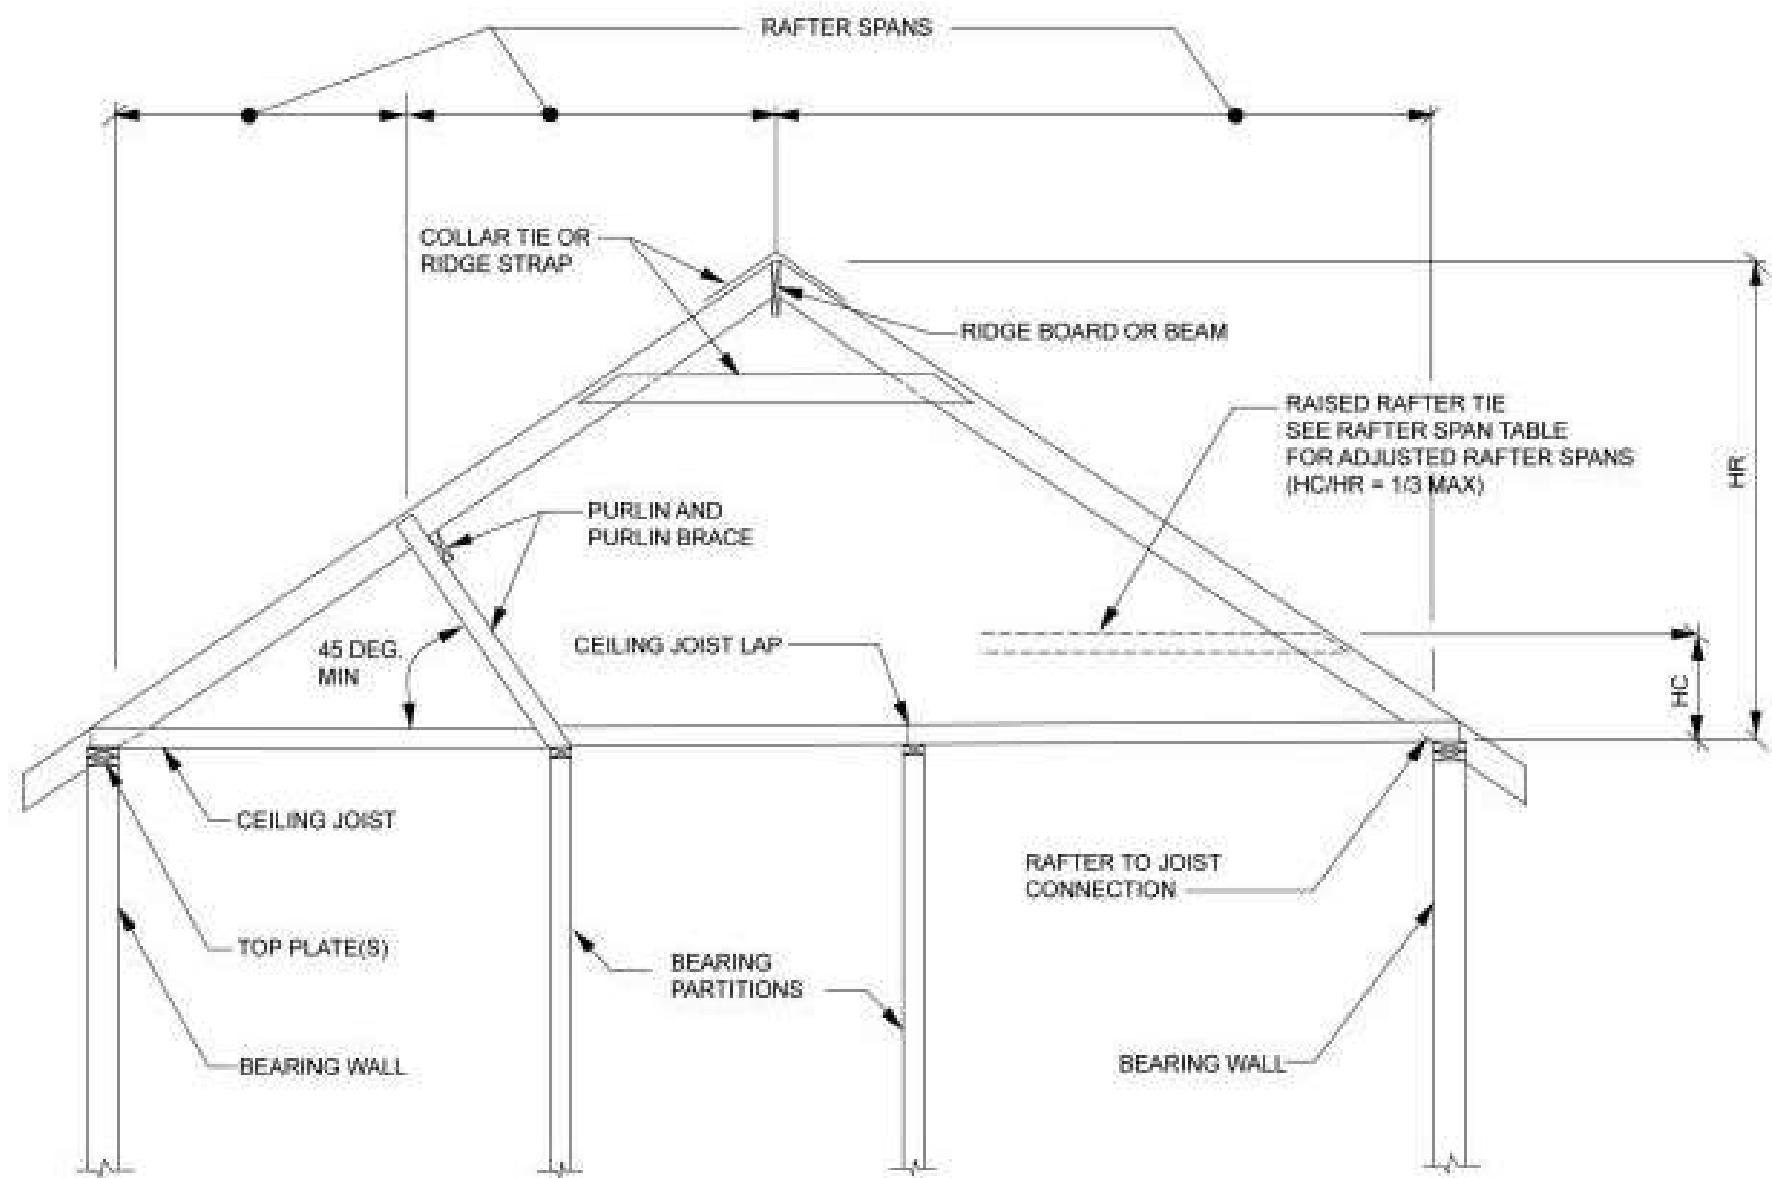 RAFTER SPANS
COLLAR TIE OR
RIDGE STRAP
RIDGE BOARD OR BEAM
RAISED RAFTER TIE
SEE RAFTER SPAN TABLE
FOR ADJUSTED RAFTER SPANS
(HC/HR = 1/3 MAX)
HR
PURLIN AND
PURLIN BRACE
45 DEG.
MIN
CEILING JOIST LAP
HC
CEILING JOIST
RAFTER TO JOIST
CONNECTION
TOP PLATE(S)
BEARING
PARTITIONS
BEARING WALL
BEARING WALL